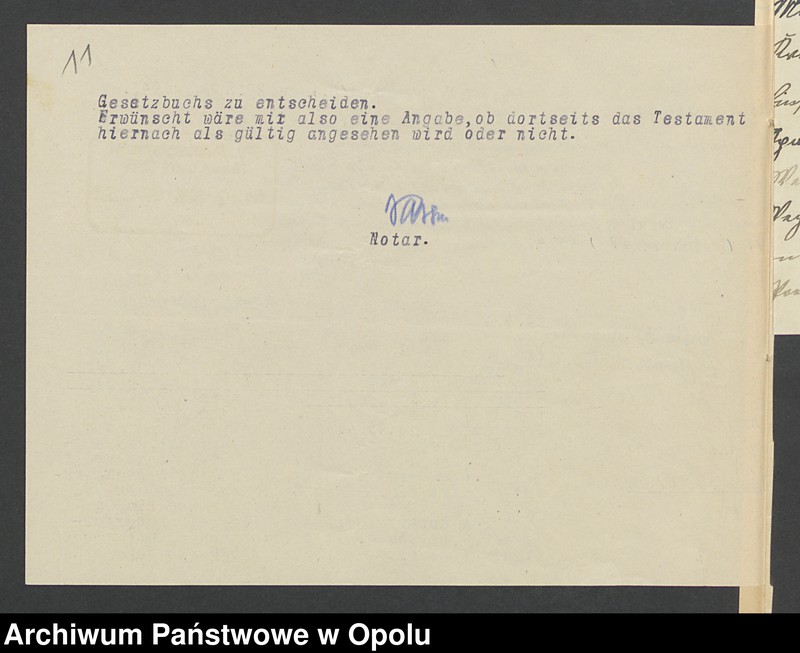 11
Gesetzbuchs zu entscheiden.
Erwünscht wäre mir also eine Angabe,ob dortseits das Testament
hiernach als gültig angesehen wird oder nicht.
Notar.
Archiwum Państwowe w Opolu